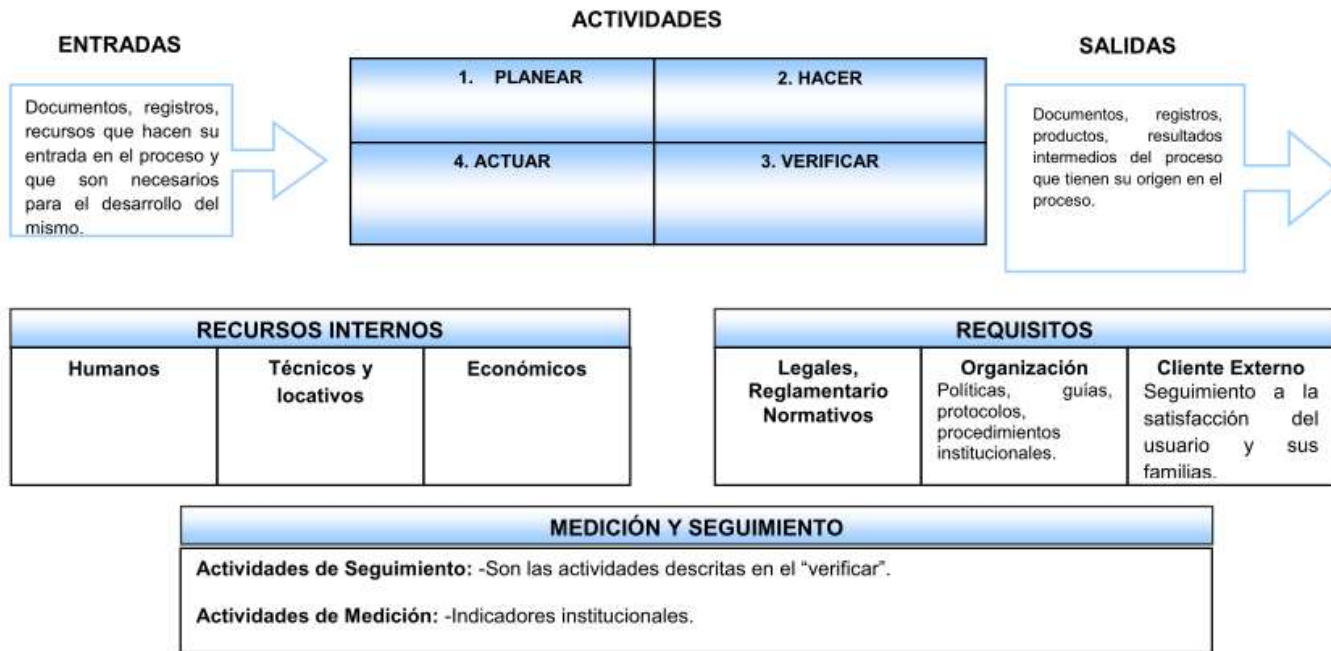 ACTIVIDADES
ENTRADAS
SALIDAS
Documentos, registros,
recursos que hacen su
entrada en el proceso y
que son necesarios
para el desarrollo del
mismo.
1. PLANEAR
2. HACER
4. ACTUAR
3. VERIFICAR
Documentos, registros,
productos, resultados
intermedios del proceso
que tienen su origen en el
proceso.
RECURSOS INTERNOS
Humanos
Técnicos y
locativos
Económicos
REQUISITOS
Legales,
Reglamentario
Normativos
Organización
Políticas, guías,
protocolos,
procedimientos
institucionales.
Cliente Externo
Seguimiento a la
satisfacción del
usuario y sus
familias.
MEDICIÓN Y SEGUIMIENTO
Actividades de Seguimiento: -Son las actividades descritas en el “verificar”.
Actividades de Medición: -Indicadores institucionales.